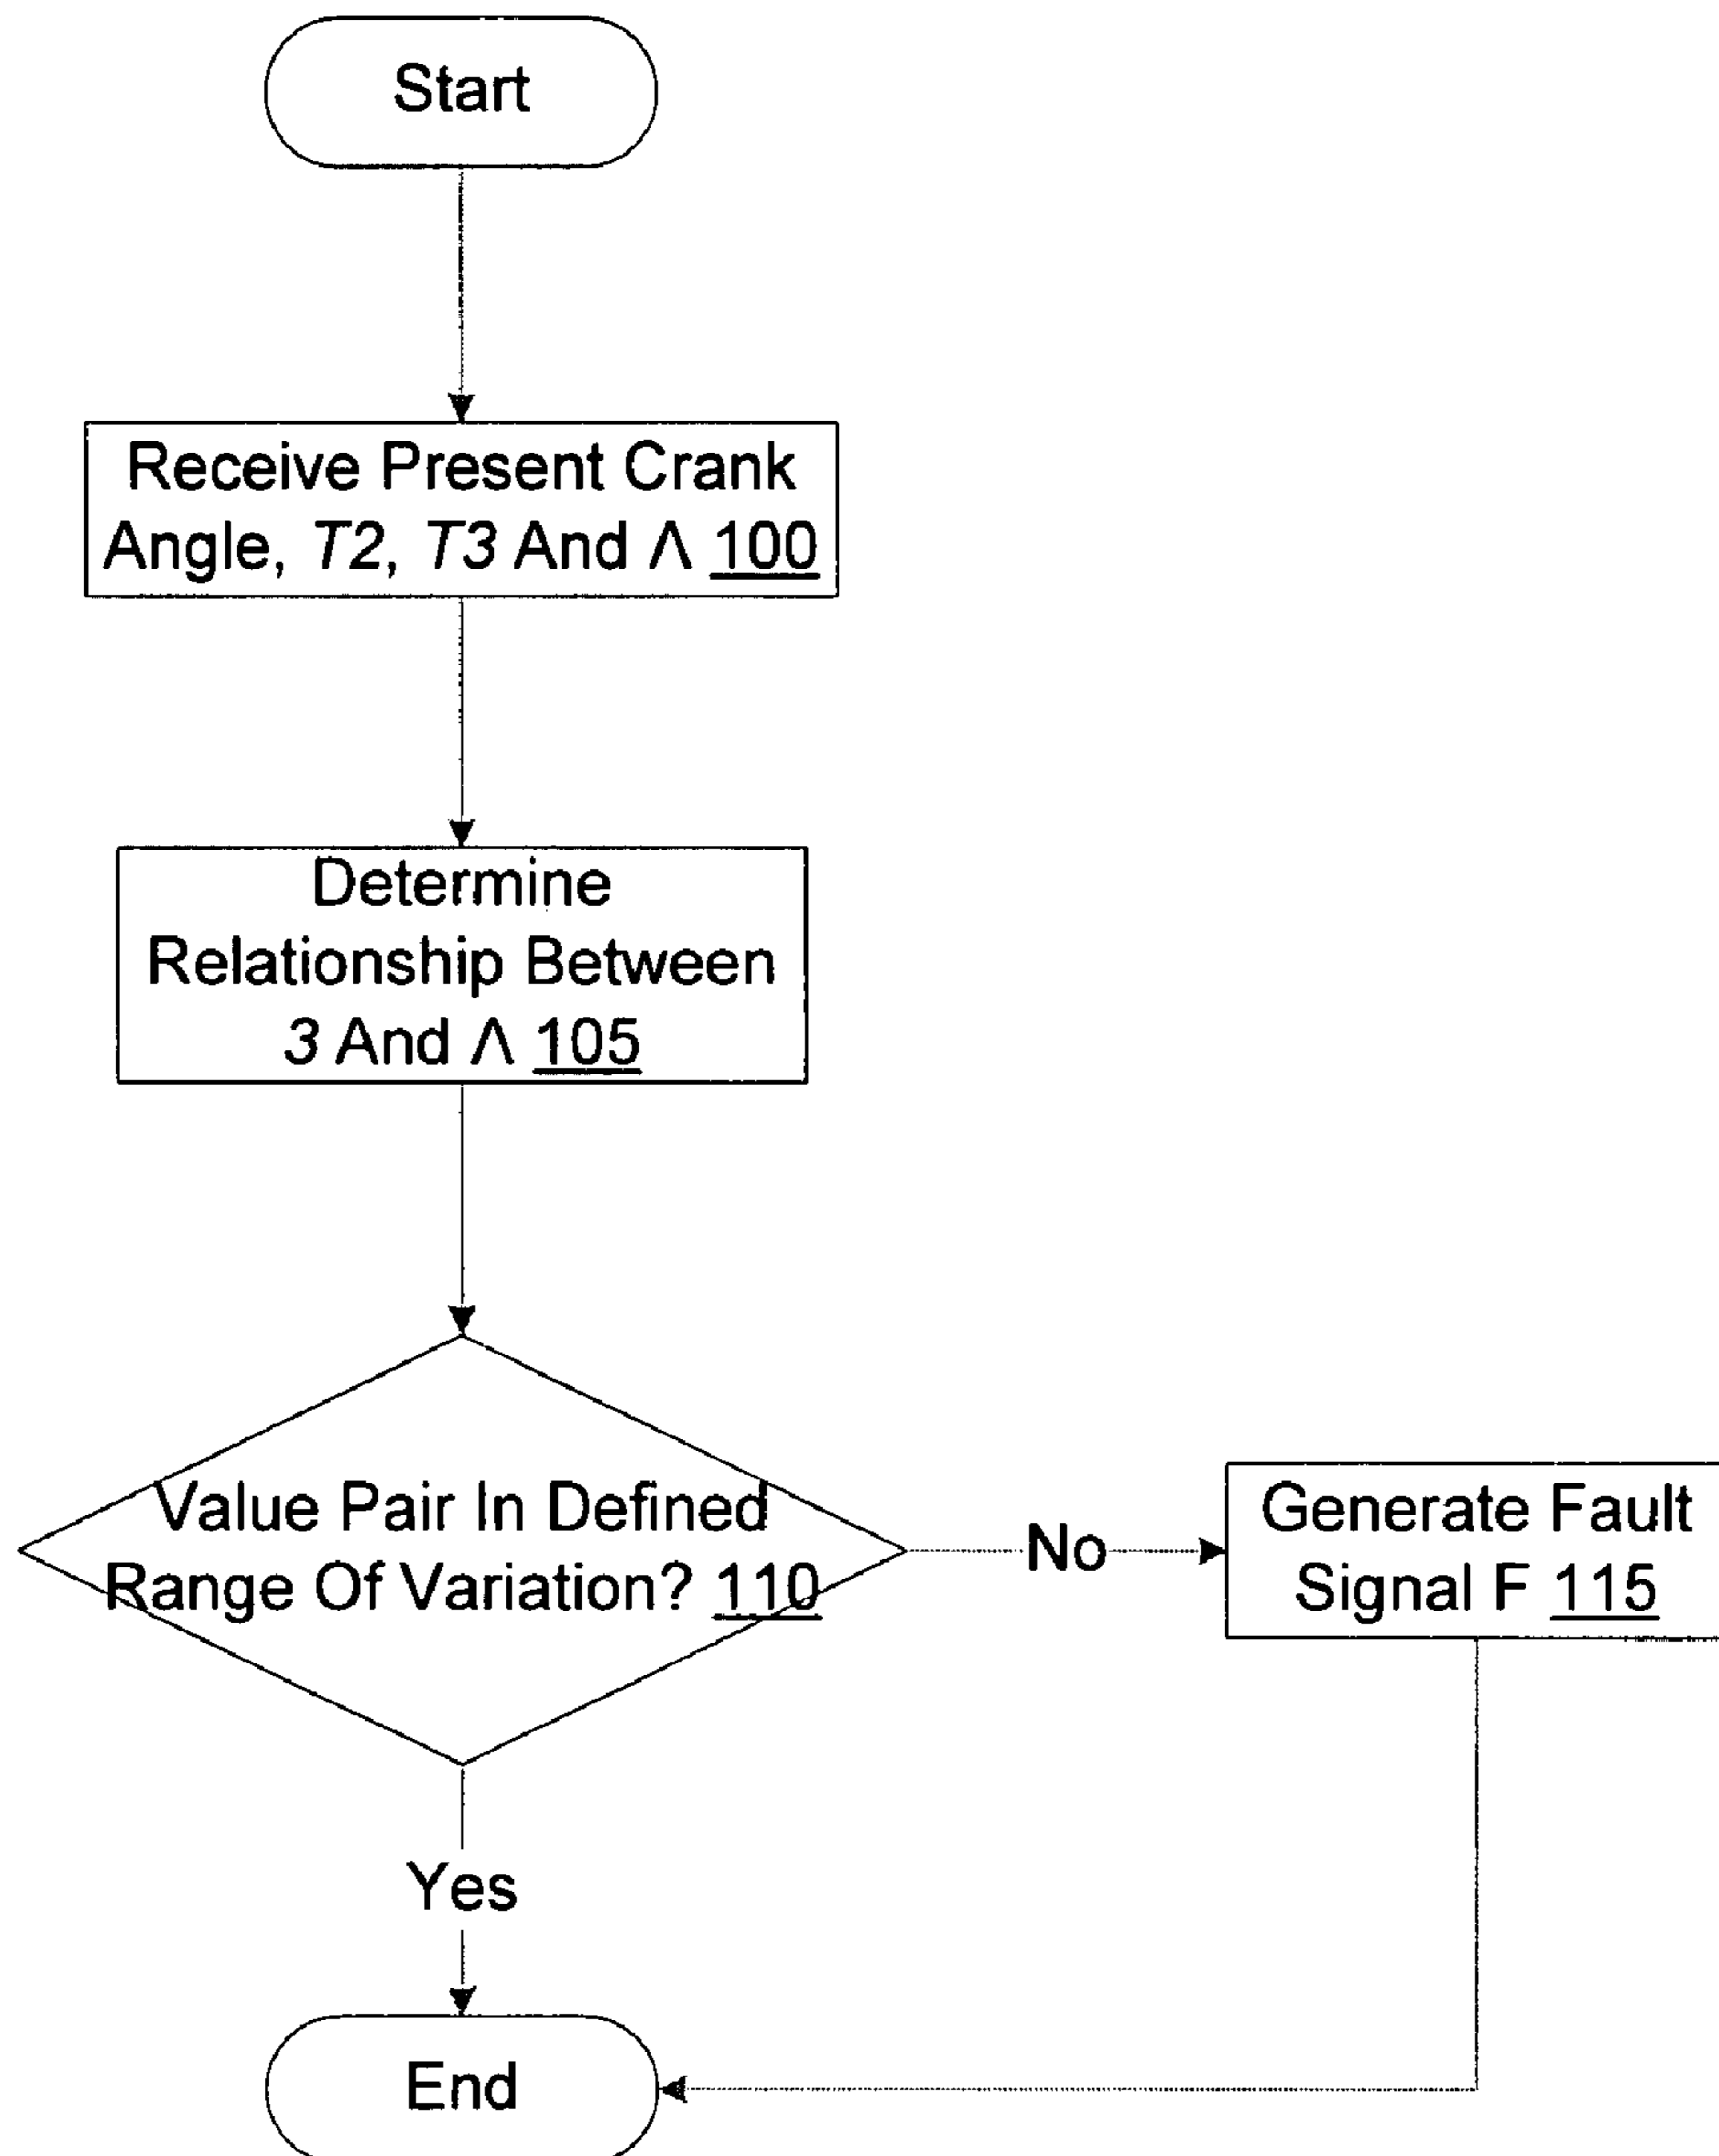 Start
Receive Present Crank
Angle, T2, T3 And Λ 100
Determine
Relationship Between
3 And Λ 105
Value Pair In Defined
Range Of Variation? 110
No
Generate Fault
Signal F 115
Yes
End